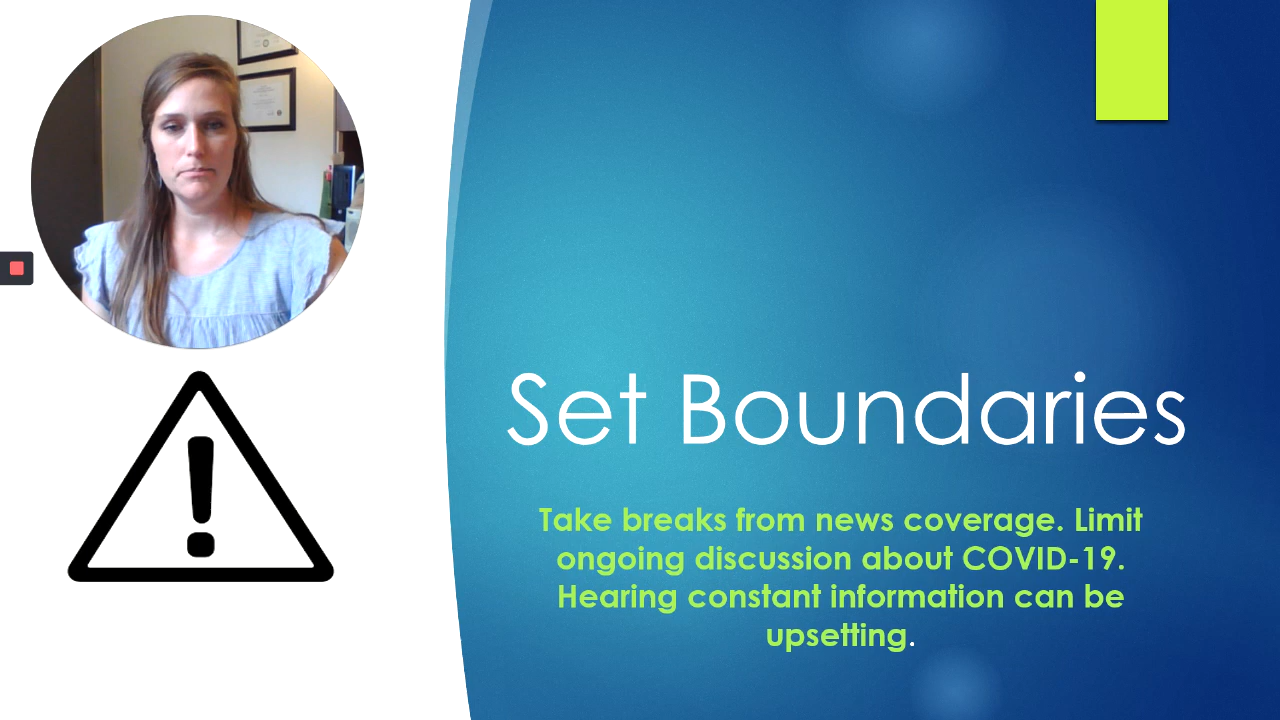 Set Boundaries
Take breaks from news coverage. Limit
ongoing discussion about COVID-19.
Hearing constant information can be
upsetting.